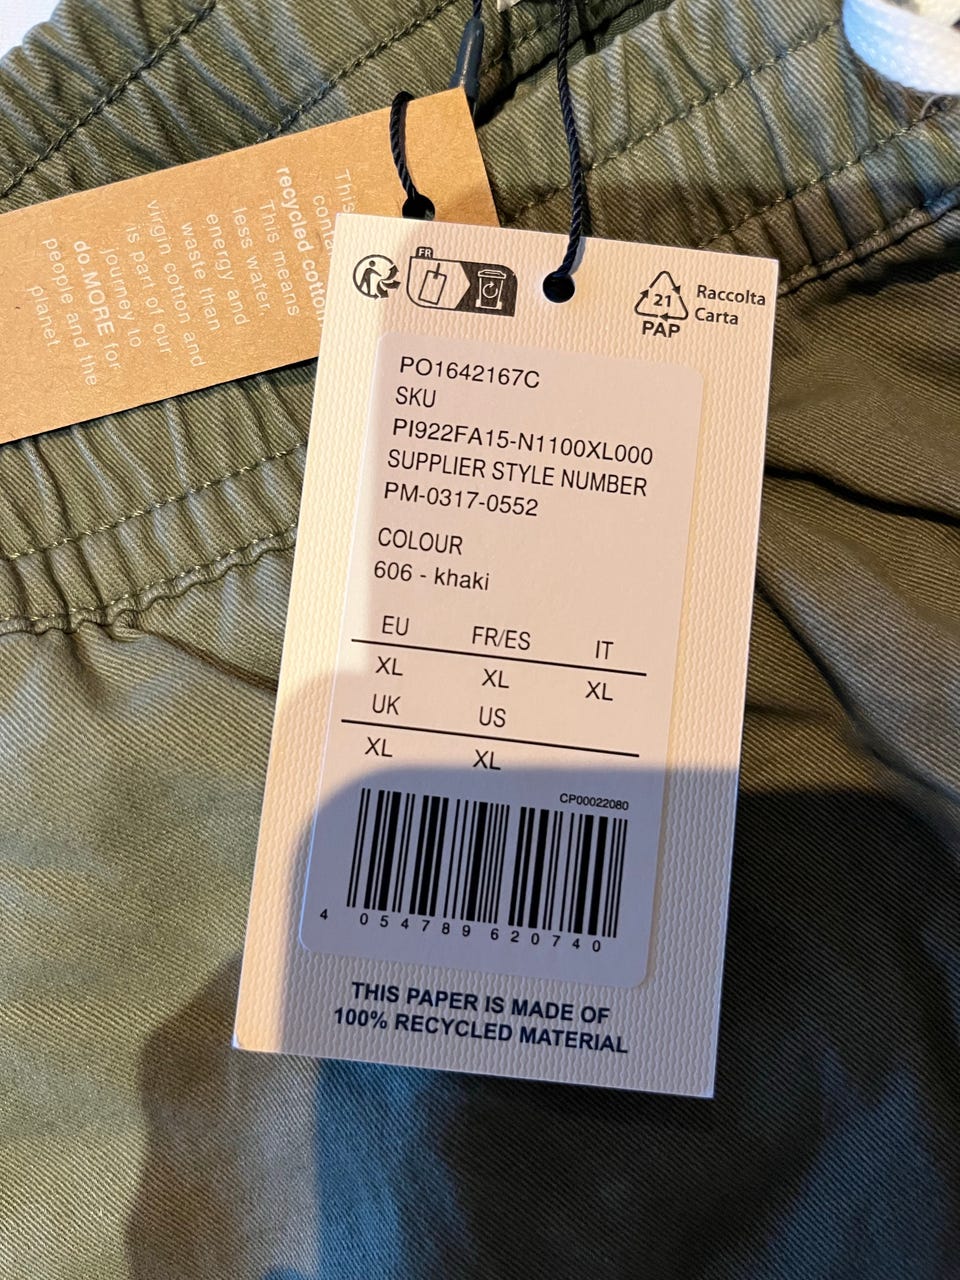 This
conta
recycled cotton
This means
less water,
energy and
waste than
virgin cotton and
is part of our
journey to
do.MORE for
people and the
planet.
FR
21
PAP
Raccolta
Carta
PO1642167C
SKU
PI922FA15-N1100XL000
SUPPLIER STYLE NUMBER
PM-0317-0552
COLOUR
606 - khaki
EU FR/ES IT
XL XL XL
UK US
XL XL
CP00022080
4 054789 620740
THIS PAPER IS MADE OF
100% RECYCLED MATERIAL